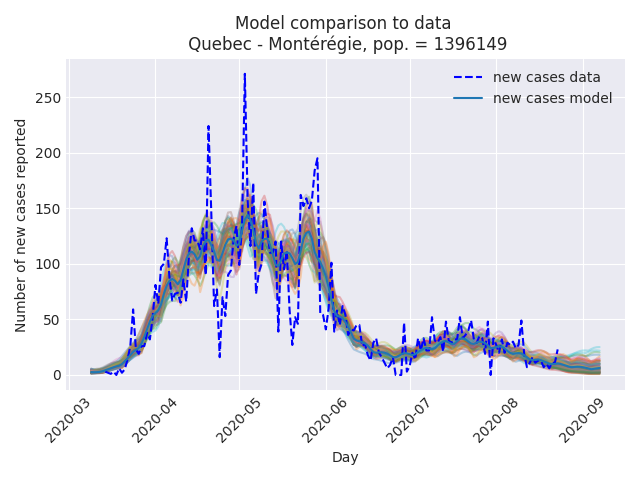 Model comparison to data
Quebec - Montérégie, pop. = 1396149
new cases data
new cases model
Number of new cases reported
250
200
150
100
50
0
2020-03
2020-04
2020-05
2020-06
2020-07
2020-08
2020-09
Day